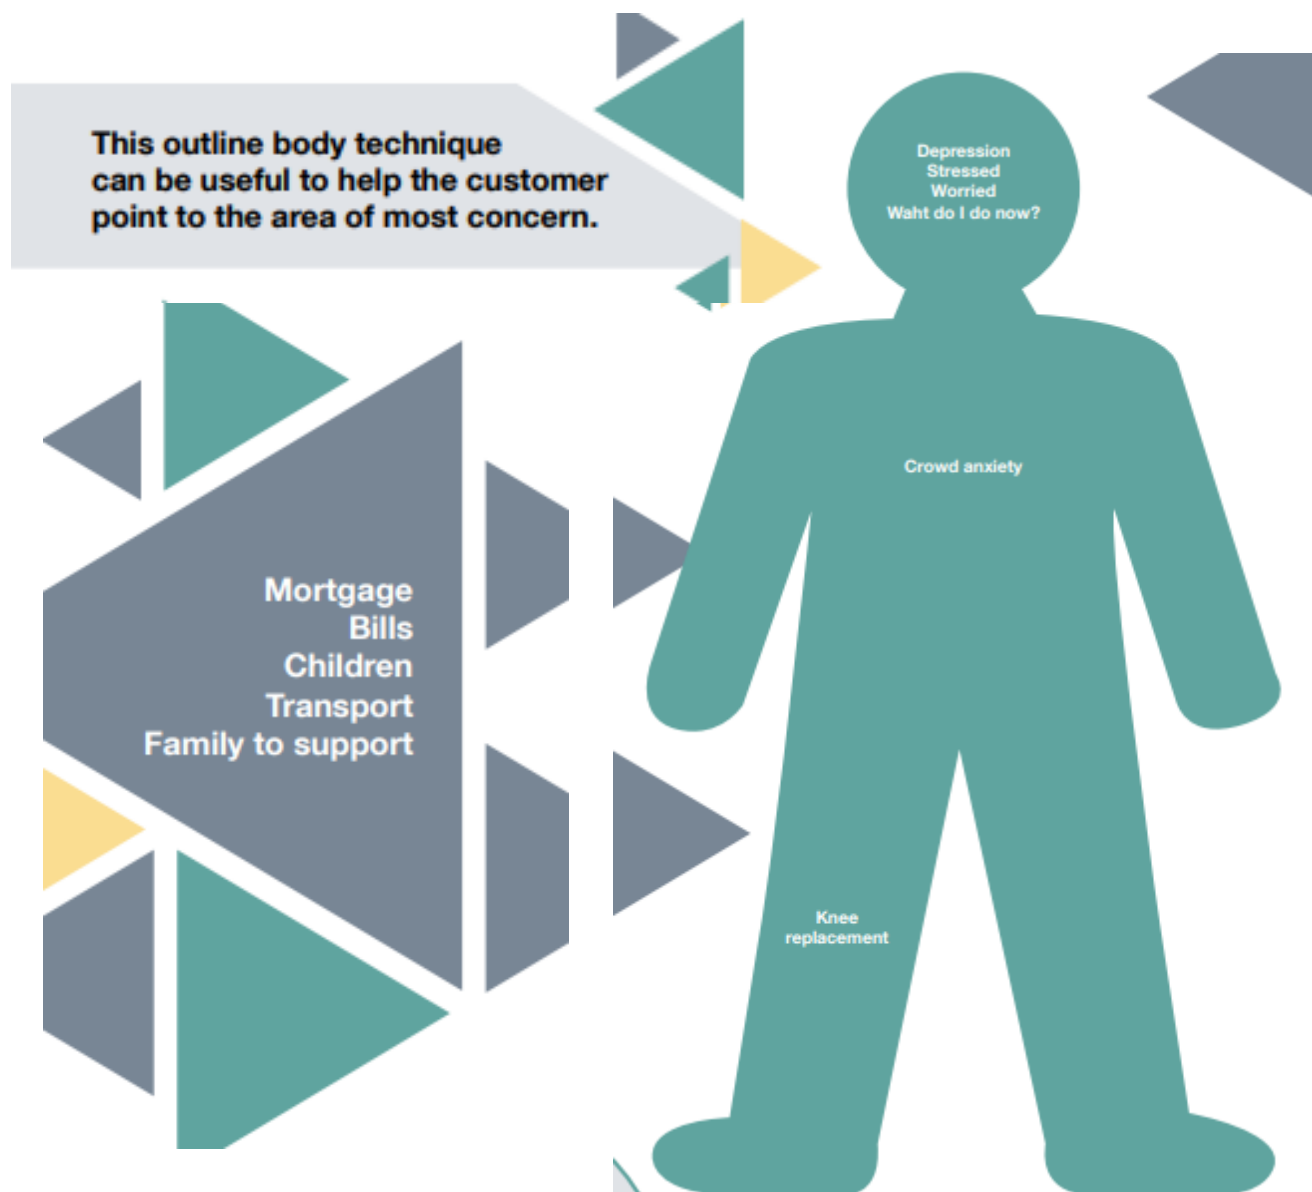 This outline body technique
can be useful to help the customer
point to the area of most concern.
Depression
Stressed
Worried
Waht do I do now?
Crowd anxiety
Mortgage
Bills
Children
Transport
Family to support
Knee
replacement